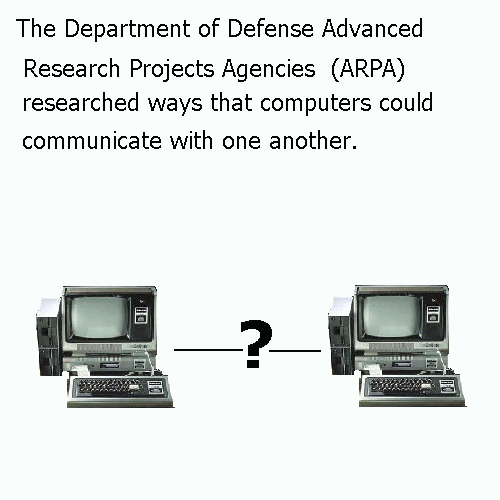 The Department of Defense Advanced
Research Projects Agencies (ARPA)
researched ways that computers could
communicate with one another.
?